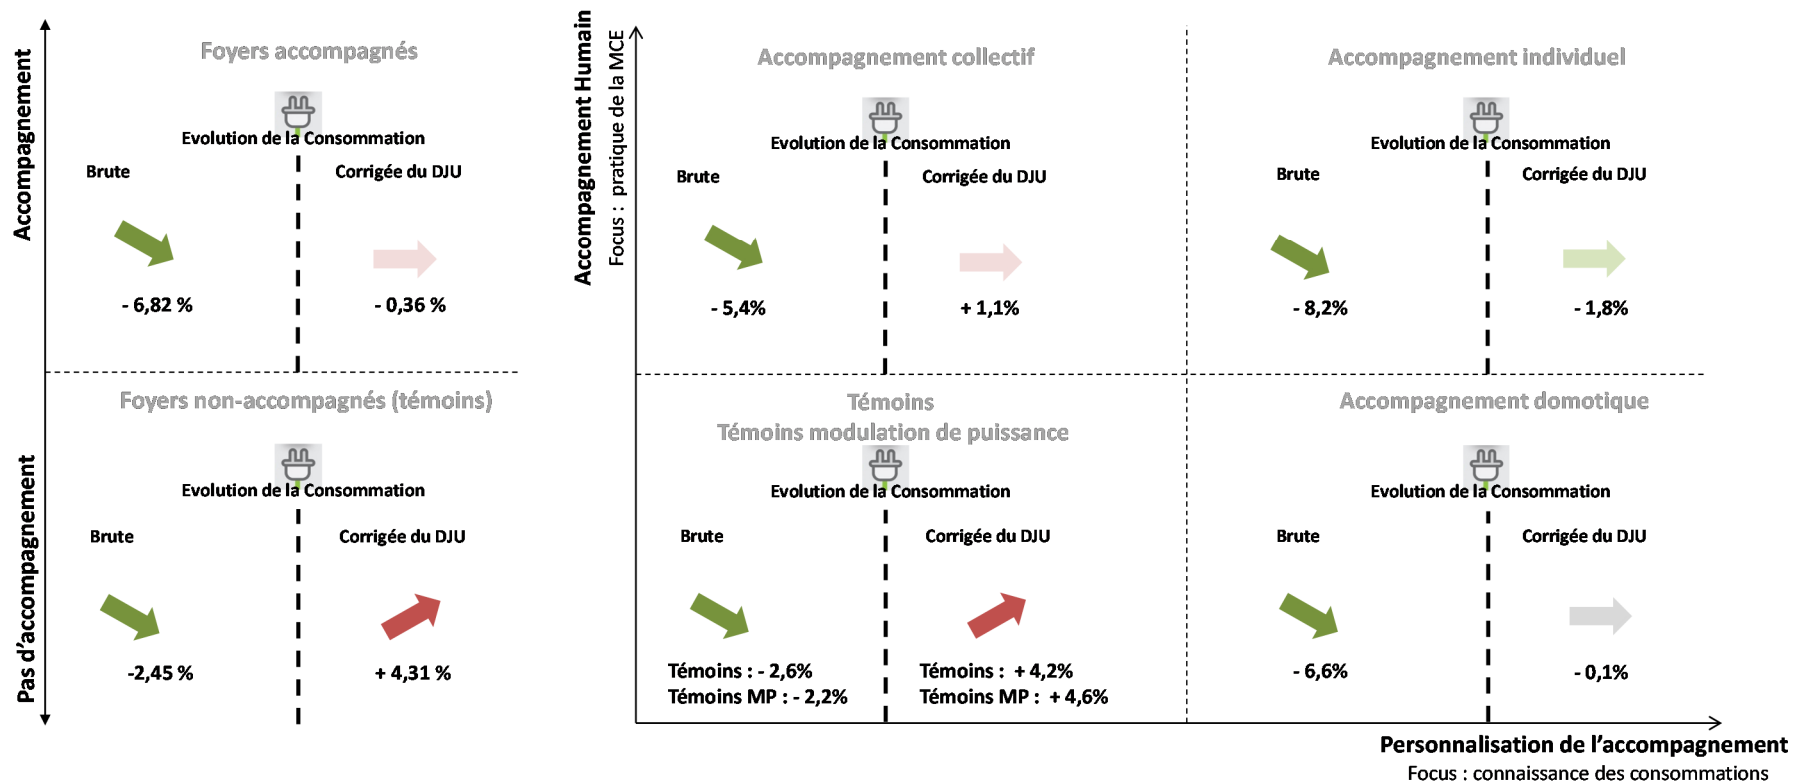 Accompagnement
Foyers accompagnés
Evolution de la Consommation
Brute
Corrigée du DJU
- 6,82 %
- 0,36 %
Pas d'accompagnement
Foyers non-accompagnés (témoins)
Evolution de la Consommation
Brute
Corrigée du DJU
-2,45 %
+ 4,31 %
Accompagnement Humain
Focus : pratique de la MCE
Accompagnement collectif
Evolution de la Consommation
Brute
Corrigée du DJU
- 5,4%
+ 1,1%
Accompagnement individuel
Evolution de la Consommation
Brute
Corrigée du DJU
- 8,2%
- 1,8%
Témoins
Témoins modulation de puissance
Evolution de la Consommation
Brute
Corrigée du DJU
Témoins : - 2,6%
Témoins MP : - 2,2%
Témoins : + 4,2%
Témoins MP : + 4,6%
Accompagnement domotique
Evolution de la Consommation
Brute
Corrigée du DJU
- 6,6%
- 0,1%
Personnalisation de l'accompagnement
Focus : connaissance des consommations